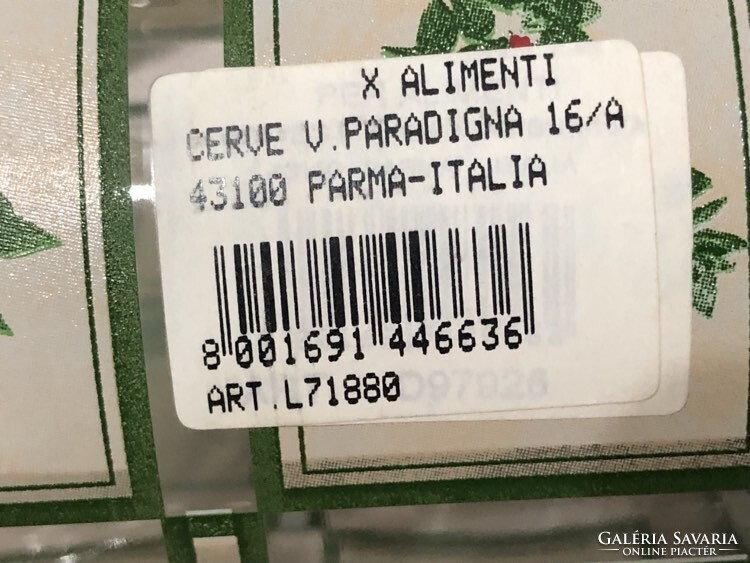 X ALIMENTI
CERVE V.PARADIGNA 16/A
43100 PARMA-ITALIA
8 001691 446636
ART.L71880
GALÉRIA SAVARIA
ONLINE PIACTÉR